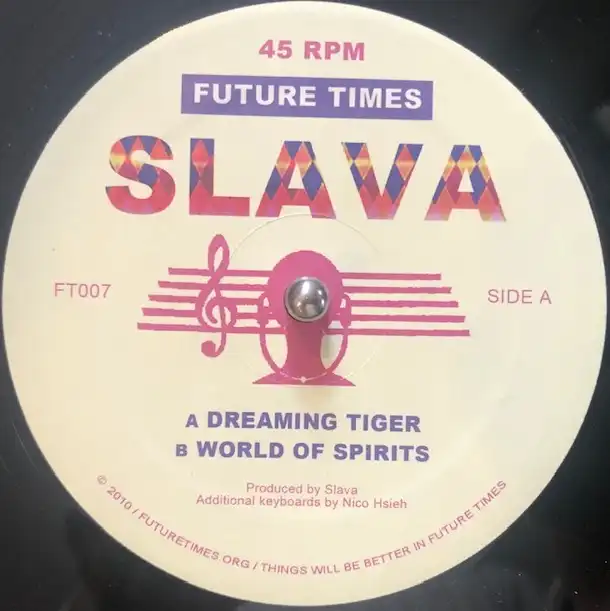 45 RPM
FUTURE TIMES
SLAVA
FT007
SIDE A
A DREAMING TIGER
B WORLD OF SPIRITS
Produced by Slava
Additional keyboards by Nico Hsieh
© 2010 / FUTURETIMES.ORG / THINGS WILL BE BETTER IN FUTURE TIMES